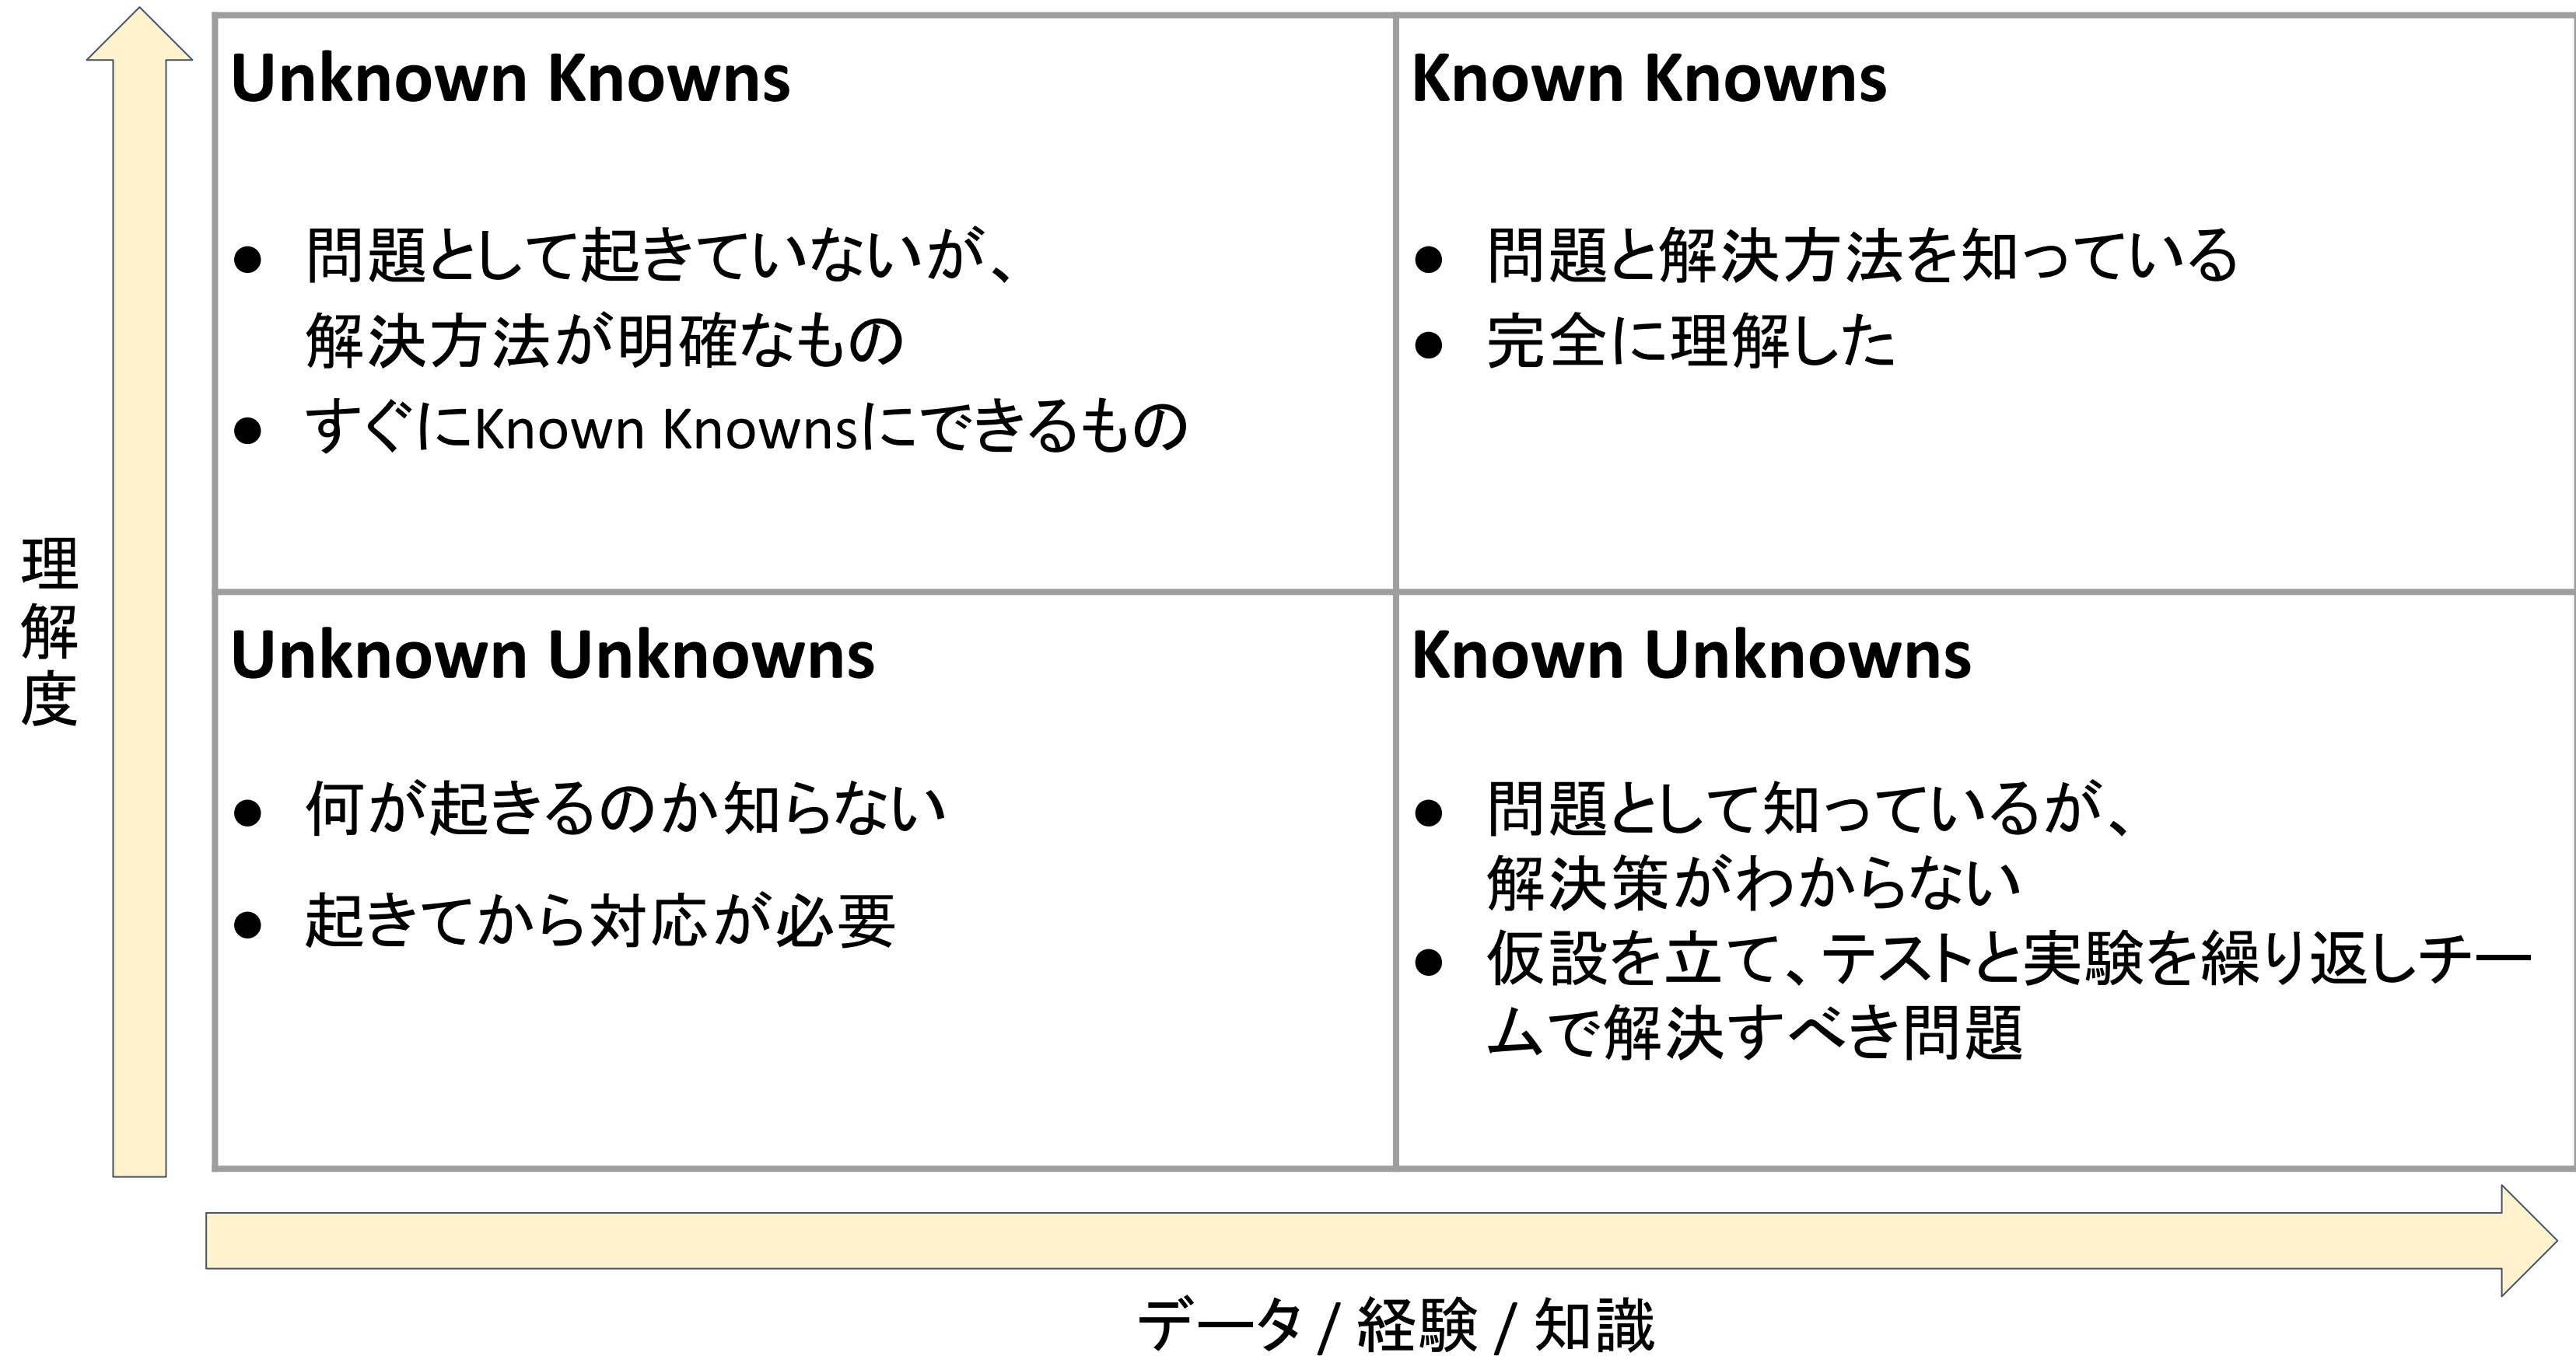 Unknown Knowns
● 問題として起きていないが、
解決方法が明確なもの
● すぐにKnown Knownsにできるもの
Known Knowns
● 問題と解決方法を知っている
● 完全に理解した
理解度
Unknown Unknowns
● 何が起きるのか知らない
● 起きてから対応が必要
Known Unknowns
● 問題として知っているが、
解決策がわからない
● 仮設を立て、テストと実験を繰り返しチー
ムで解決すべき問題
データ / 経験 / 知識